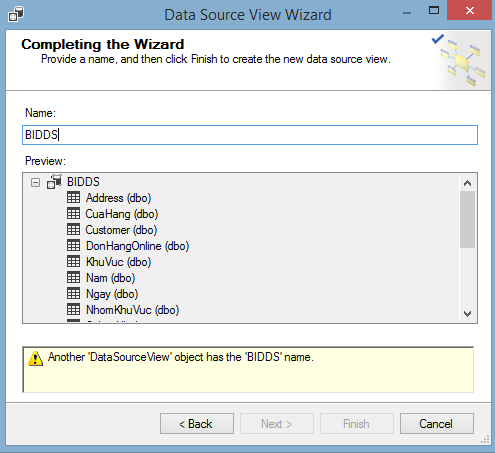 Data Source View Wizard
Completing the Wizard
Provide a name, and then click Finish to create the new data source view.
Name:
BIDDS
Preview:
BIDDS
Address (dbo)
CuaHang (dbo)
Customer (dbo)
DonHangOnline (dbo)
KhuVuc (dbo)
Nam (dbo)
Ngay (dbo)
NhomKhuVuc (dbo)
Another 'DataSourceView' object has the 'BIDDS' name.
< Back
Next >
Finish
Cancel